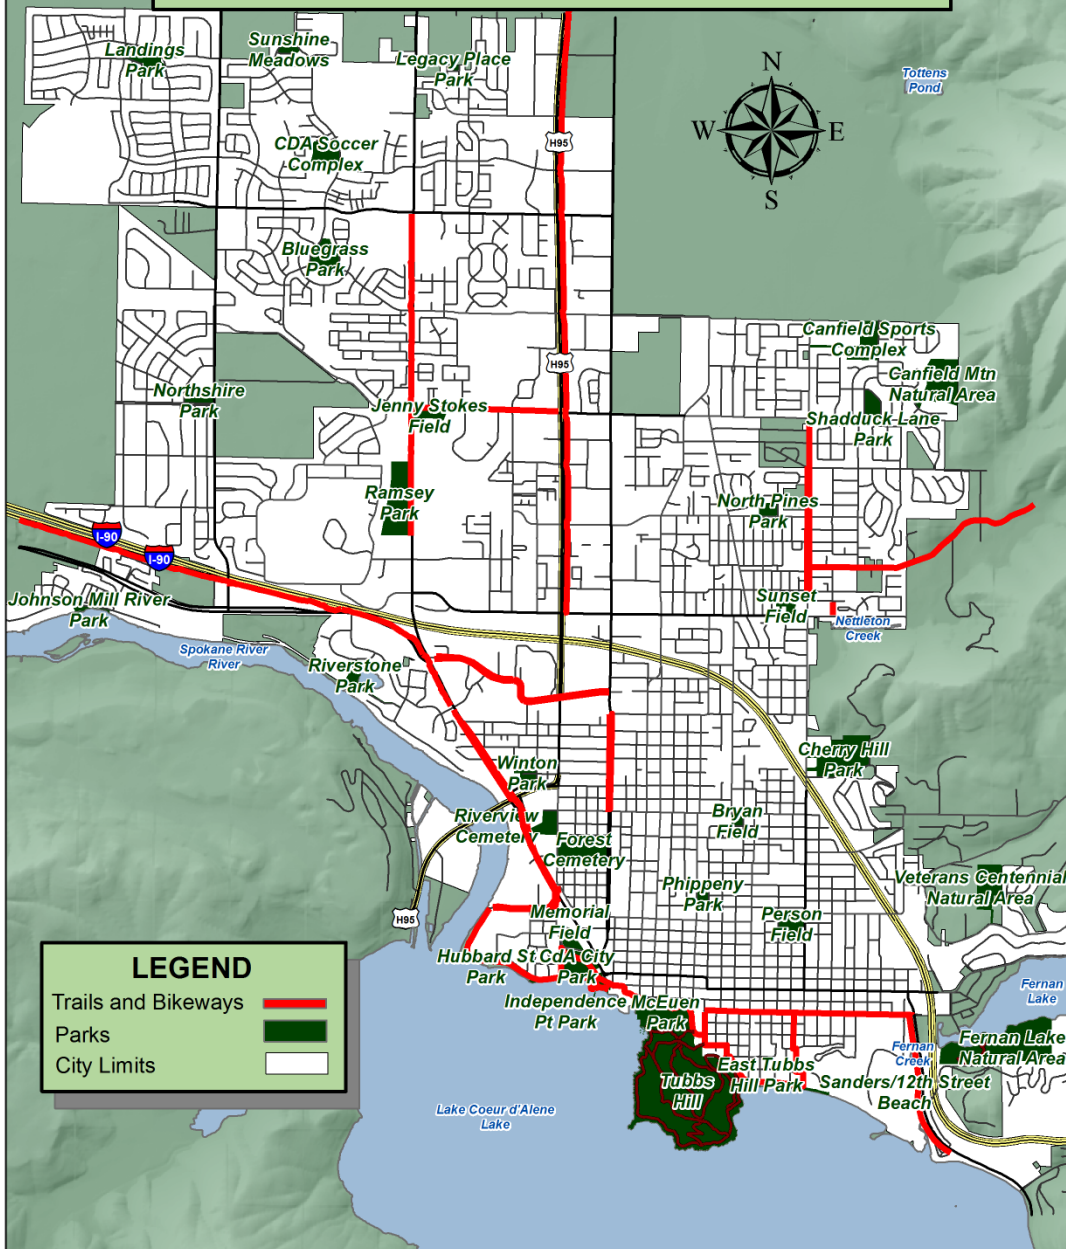 Landings
Park
Sunshine
Meadows
Legacy Place
Park
Tottens
Pond
N
W
E
S
H95
CDA Soccer
Complex
Bluegrass
Park
Canfield Sports
Complex
H95
Canfield Mtn
Natural Area
Northshire
Park
Jenny Stokes
Field
Shadduck Lane
Park
Ramsey
Park
North Pines
Park
I-90
I-90
Johnson Mill River
Park
Sunset
Field
Nettleton
Creek
Spokane River
River
Riverstone
Park
Cherry Hill
Park
Winton
Park
Riverview
Cemetery
Bryan
Field
Forest
Cemetery
Phippeny
Park
Veterans Centennial
Natural Area
H95
Memorial
Field
Person
Field
Hubbard St
Park
CdA City
Park
Independence
Pt Park
McEuen
Park
Fernan
Lake
Fernan
Creek
Fernan Lake
Natural Area
Tubbs
Hill
East Tubbs
Hill Park
Sanders/12th Street
Beach
Lake Coeur d'Alene
Lake
LEGEND
Trails and Bikeways
Parks
City Limits